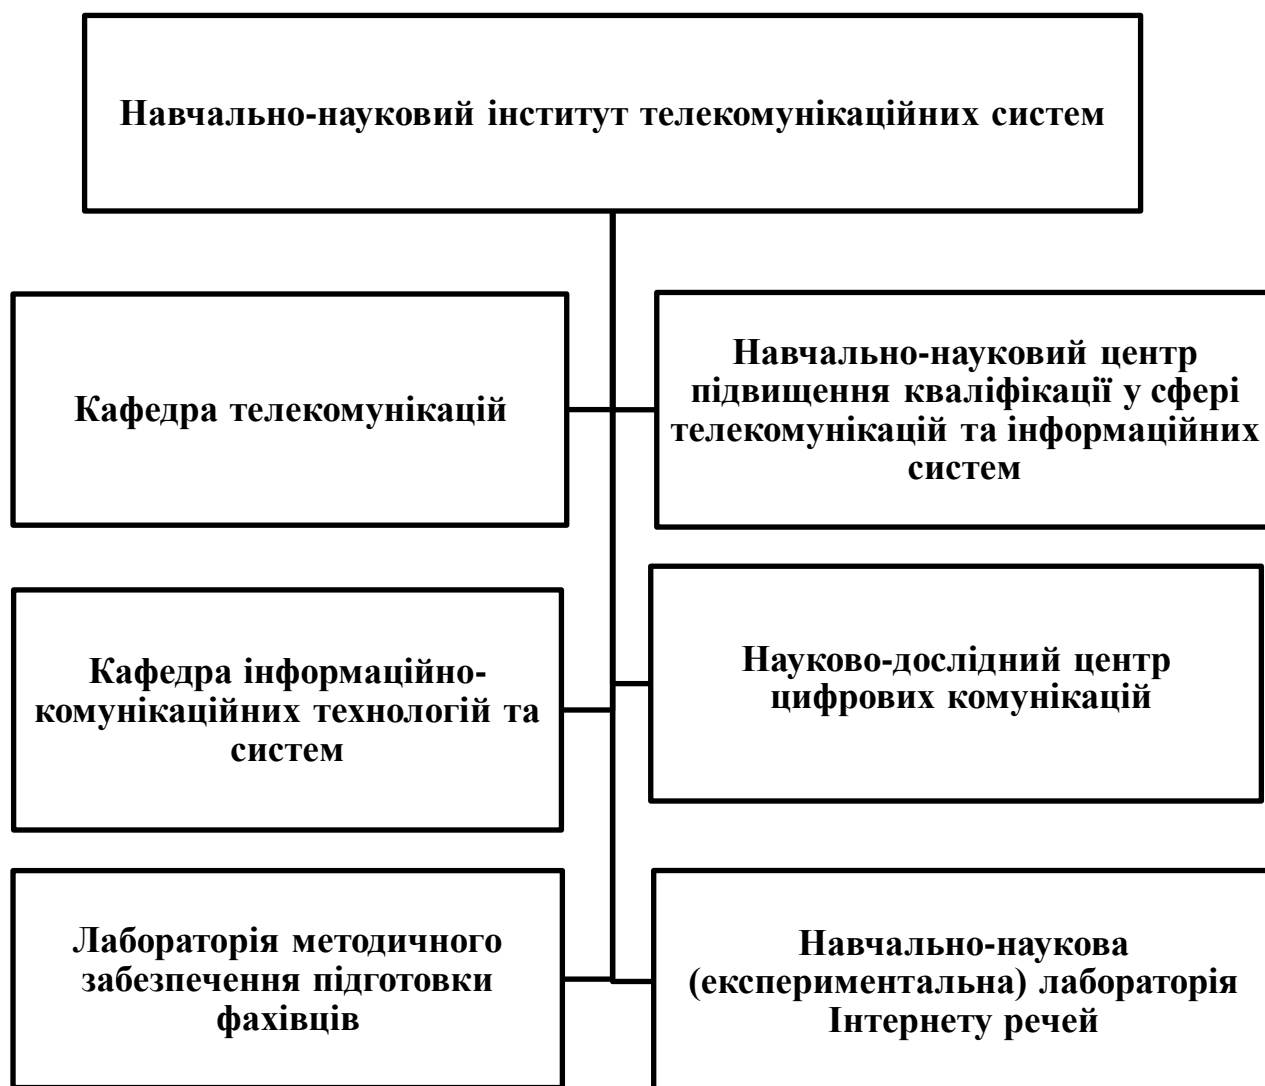 Навчально-науковий інститут телекомунікаційних систем
Кафедра телекомунікацій
Навчально-науковий центр
підвищення кваліфікації у сфері
телекомунікацій та інформаційних
систем
Кафедра інформаційно-
комунікаційних технологій та
систем
Науково-дослідний центр
цифрових комунікацій
Лабораторія методичного
забезпечення підготовки
фахівців
Навчально-наукова
(експериментальна) лабораторія
Інтернету речей